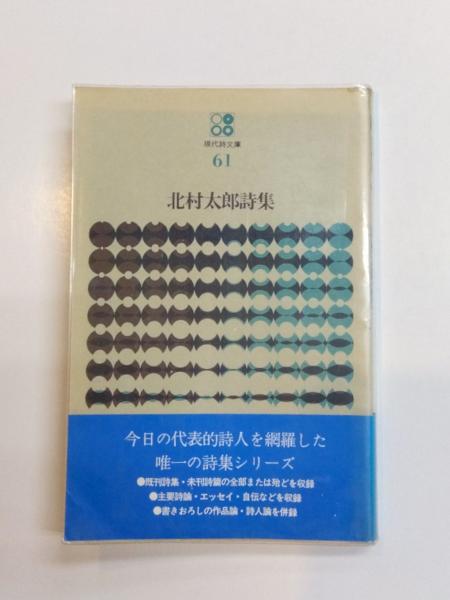 現代詩文庫
61
北村太郎詩集
今日の代表的詩人を網羅した
唯一の詩集シリーズ
●既刊詩集・未刊詩篇の全部または殆どを収録
●主要詩論・エッセイ・自伝などを収録
●書きおろしの作品論・詩人論を併録